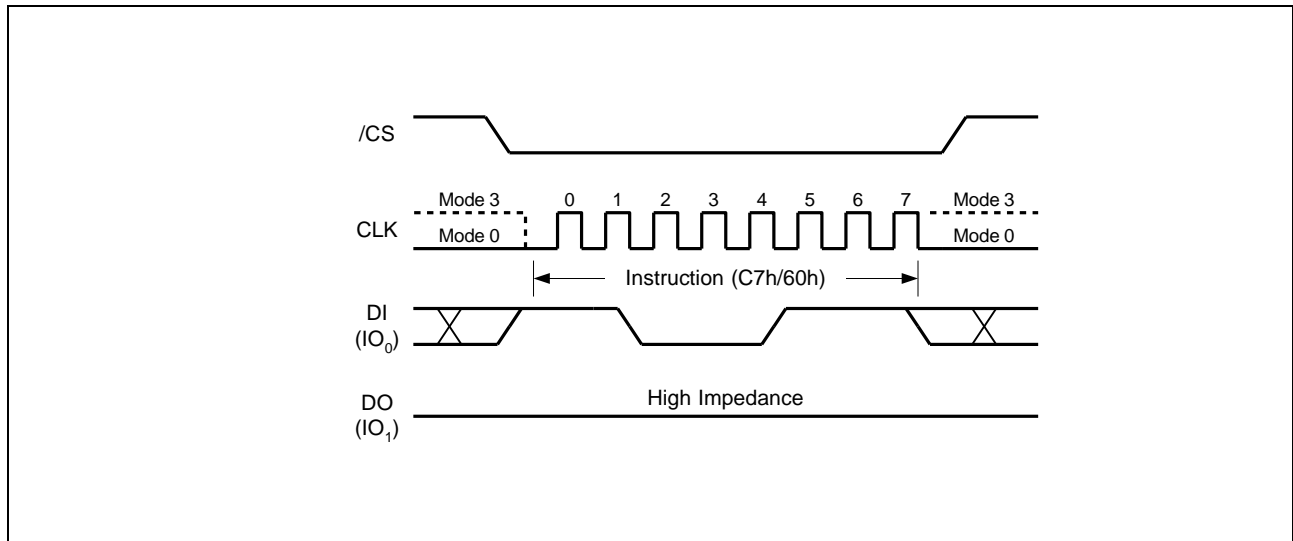 /CS
Mode 3 0 1 2 3 4 5 6 7 Mode 3
CLK
Mode 0 Mode 0
Instruction (C7h/60h)
DI
(IO0)
High Impedance
DO
(IO1)